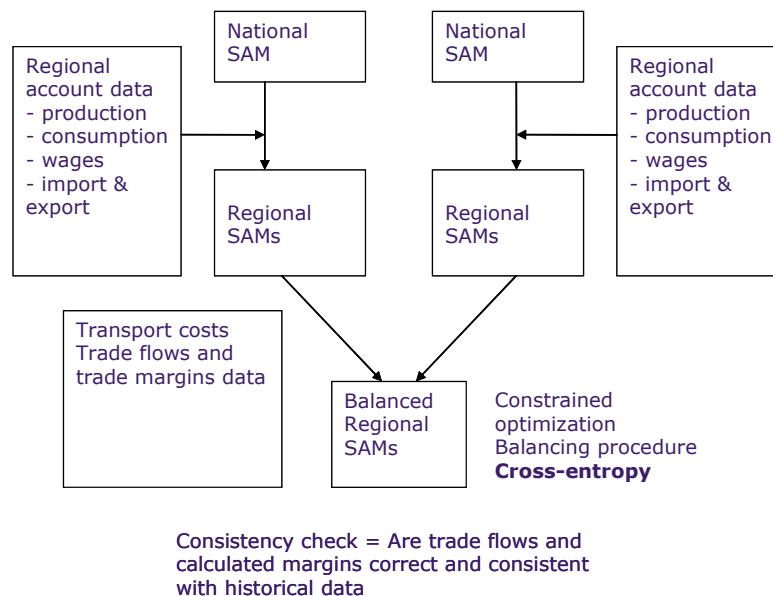 National
SAM
National
SAM
Regional
account data
- production
- consumption
- wages
- import &
export
Regional
account data
- production
- consumption
- wages
- import &
export
Regional
SAMs
Regional
SAMs
Transport costs
Trade flows and
trade margins data
Balanced
Regional
SAMs
Constrained
optimization
Balancing procedure
Cross-entropy
Consistency check = Are trade flows and
calculated margins correct and consistent
with historical data